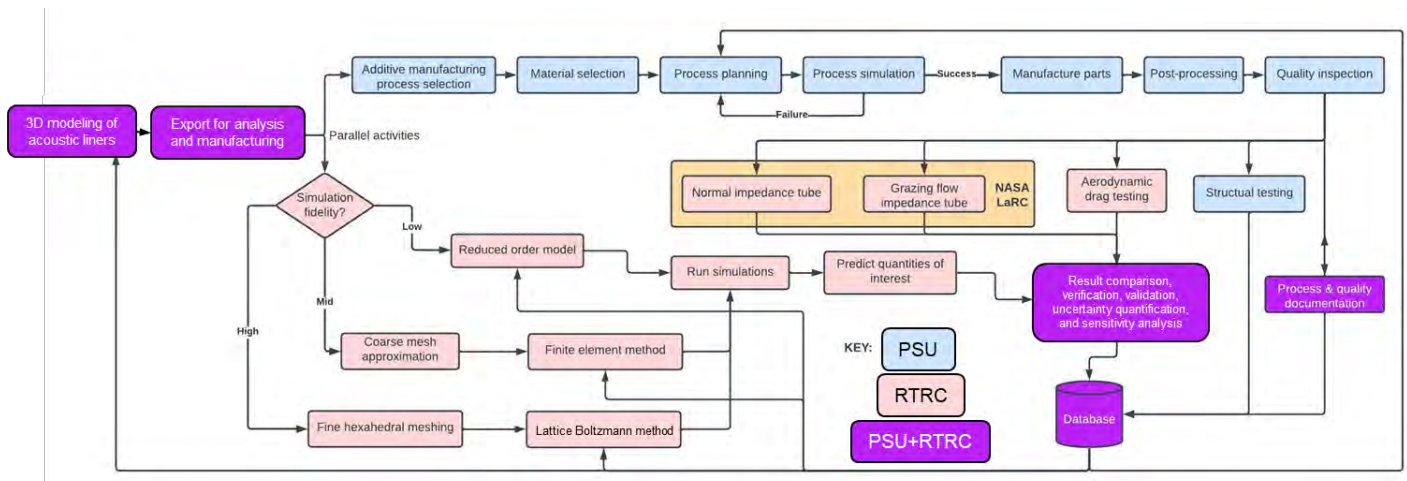 Additive manufacturing
process selection
Material selection
Process planning
Process simulation
Success
Manufacture parts
Post-processing
Quality inspection
Failure
3D modeling of
acoustic liners
Export for analysis
and manufacturing
Parallel activities
Simulation
fidelity?
Low
Mid
High
Normal impedance tube
Grazing flow
impedance tube
NASA
LaRC
Aerodynamic
drag testing
Structual testing
Reduced order model
Run simulations
Predict quantities of
interest
Result comparison,
verification, validation,
uncertainty quantification,
and sensitivity analysis
Process & quality
documentation
Coarse mesh
approximation
Finite element method
KEY:
PSU
RTRC
PSU+RTRC
Fine hexahedral meshing
Lattice Boltzmann method
Database